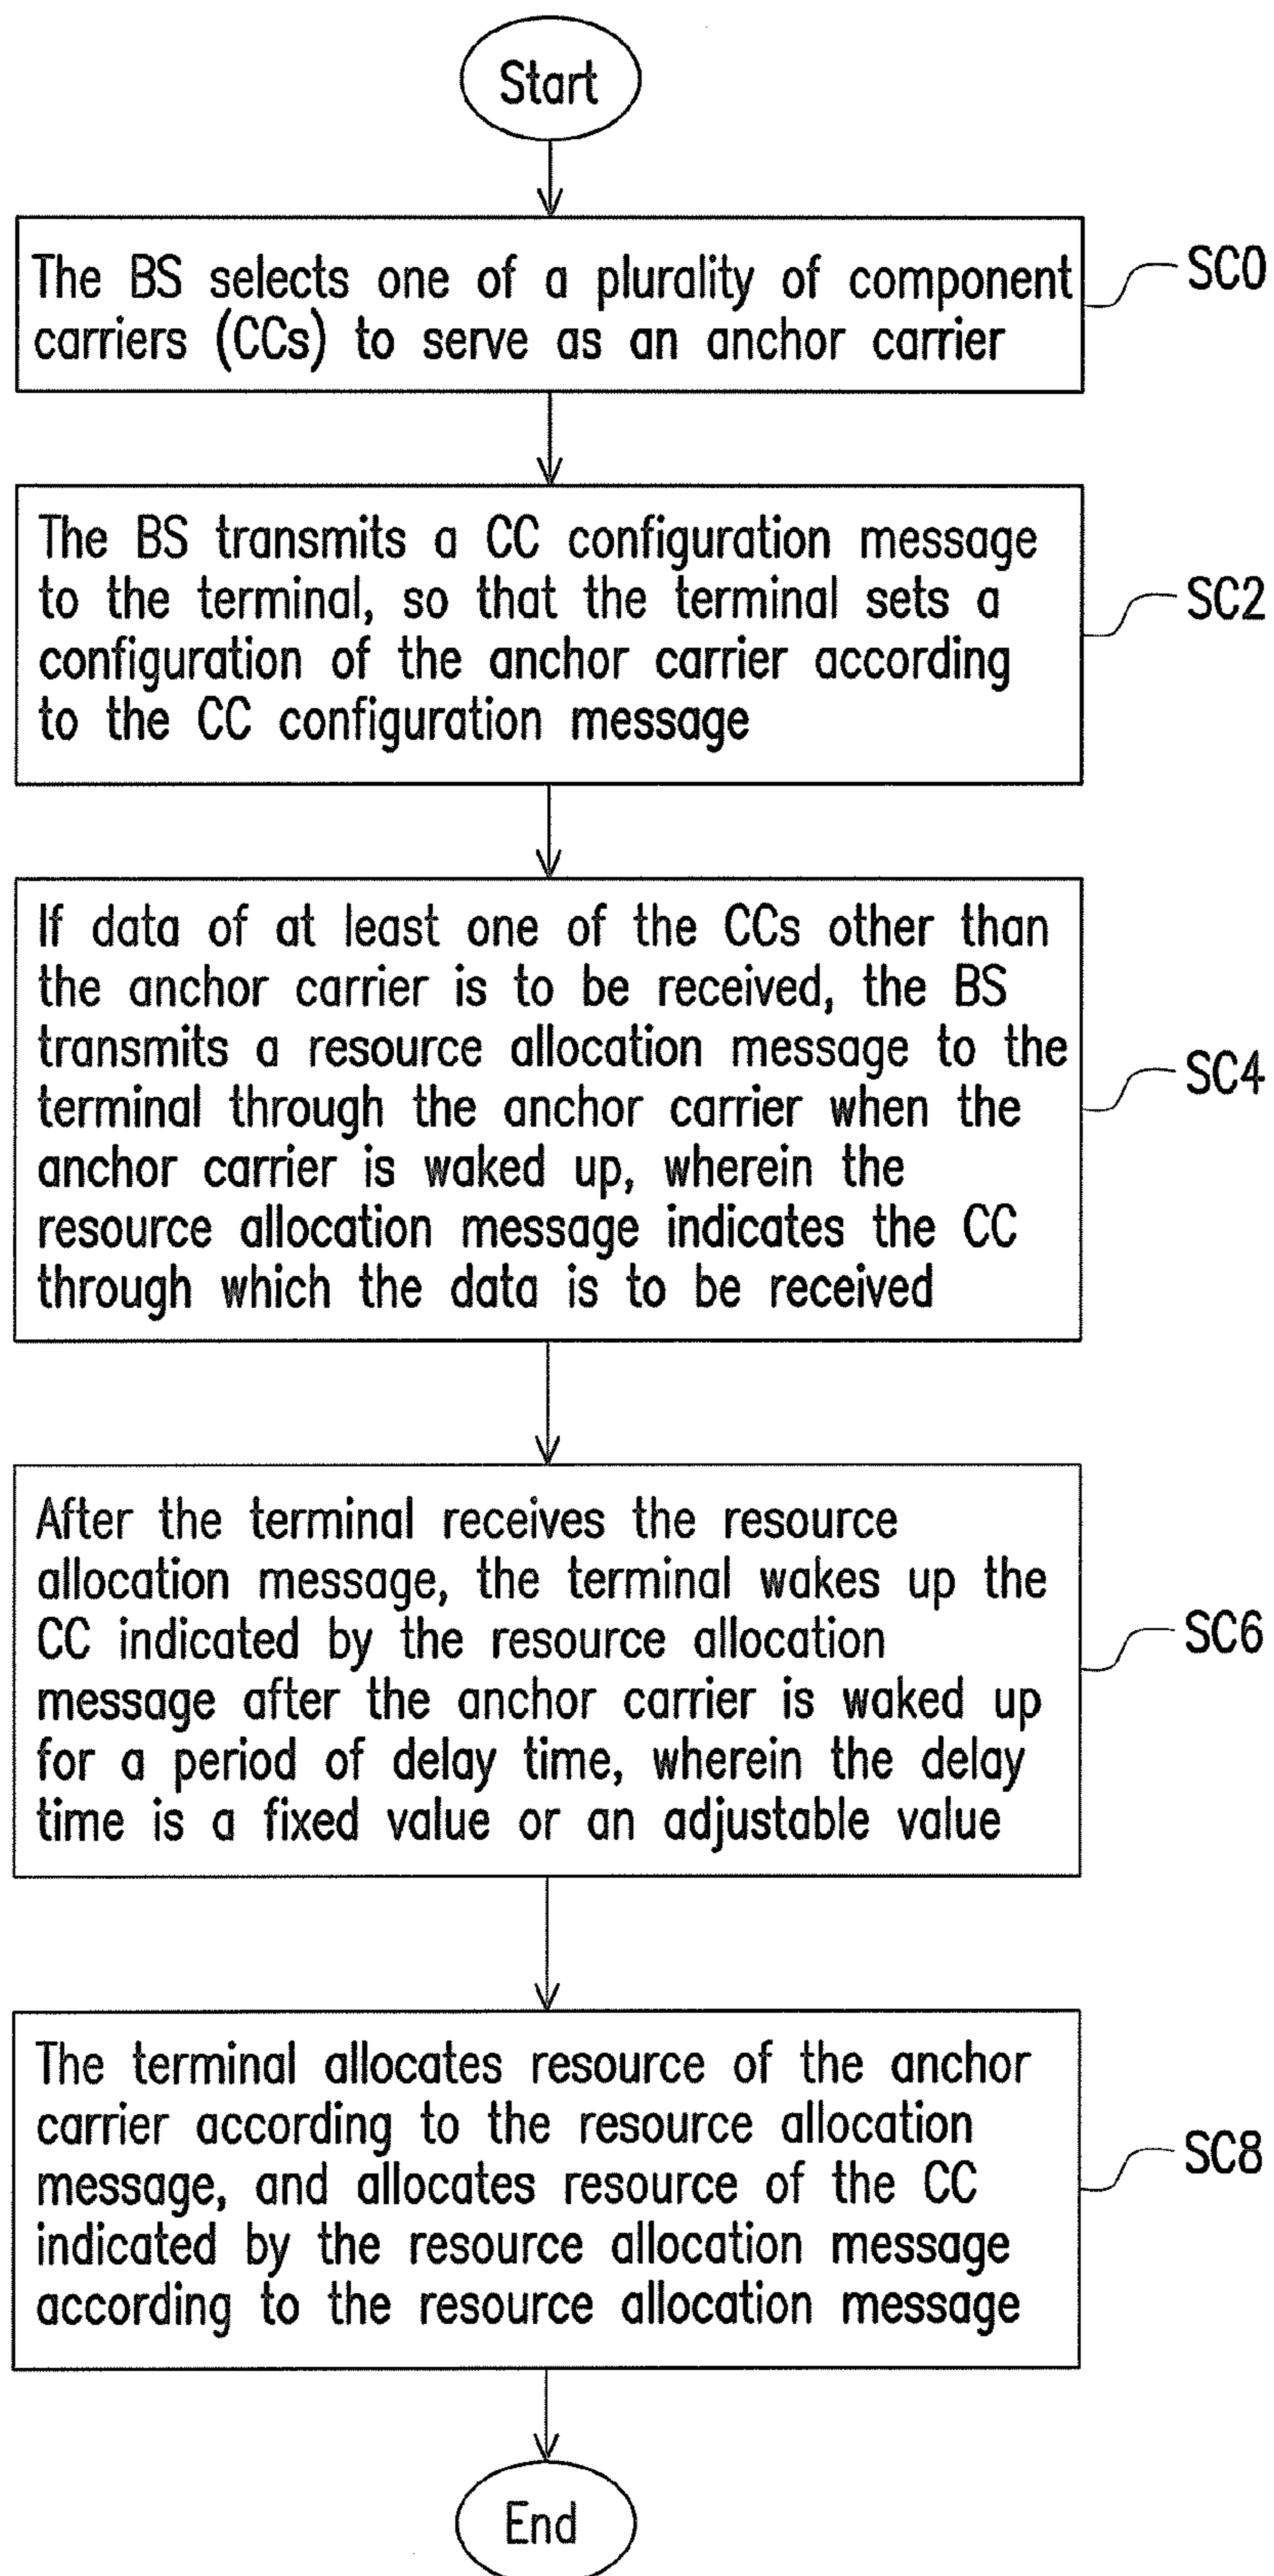 Start
The BS selects one of a plurality of component
carriers (CCs) to serve as an anchor carrier
SC0
The BS transmits a CC configuration message
to the terminal, so that the terminal sets a
configuration of the anchor carrier according
to the CC configuration message
SC2
If data of at least one of the CCs other than
the anchor carrier is to be received, the BS
transmits a resource allocation message to the
terminal through the anchor carrier when the
anchor carrier is waked up, wherein the
resource allocation message indicates the CC
through which the data is to be received
SC4
After the terminal receives the resource
allocation message, the terminal wakes up the
CC indicated by the resource allocation
message after the anchor carrier is waked up
for a period of delay time, wherein the delay
time is a fixed value or an adjustable value
SC6
The terminal allocates resource of the anchor
carrier according to the resource allocation
message, and allocates resource of the CC
indicated by the resource allocation message
according to the resource allocation message
SC8
End